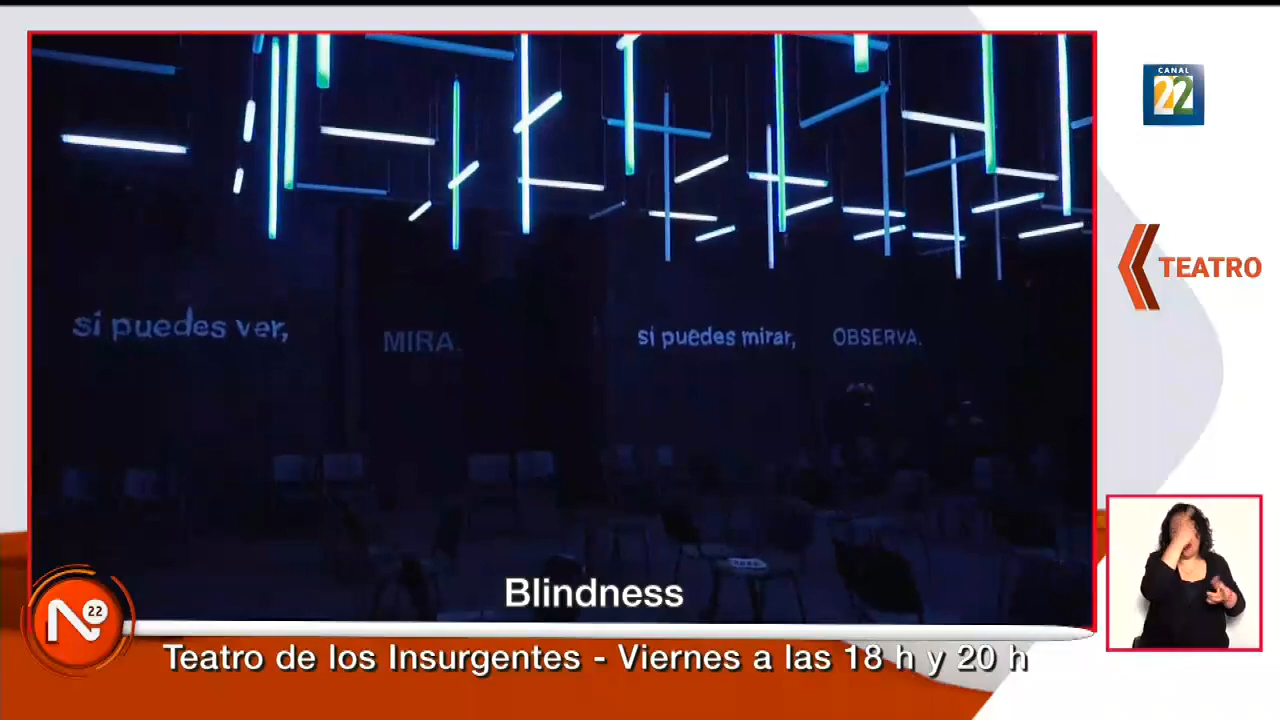 CANAL
22
TEATRO
si puedes ver,
MIRA.
si puedes mirar,
OBSERVA.
Blindness
N22
Teatro de los Insurgentes - Viernes a las 18 h y 20 h